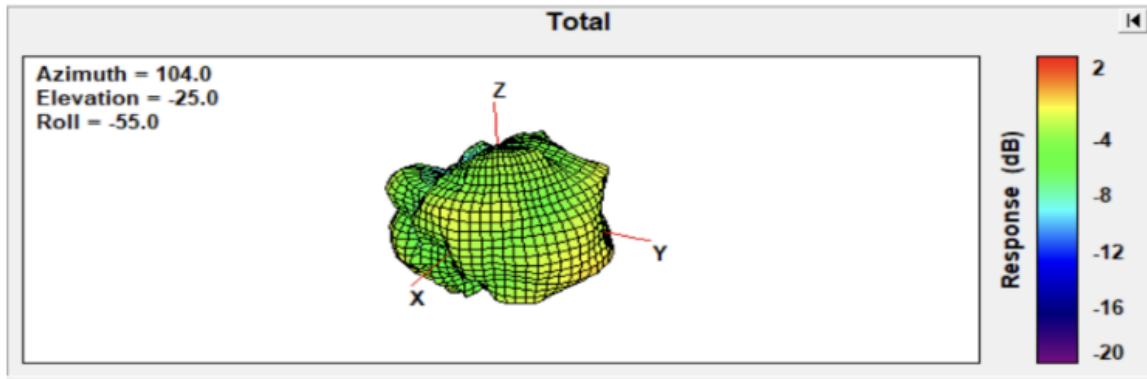 Total
Azimuth = 104.0
Elevation = -25.0
Roll = -55.0
Z
Y
X
Response (dB)
2
-4
-8
-12
-16
-20